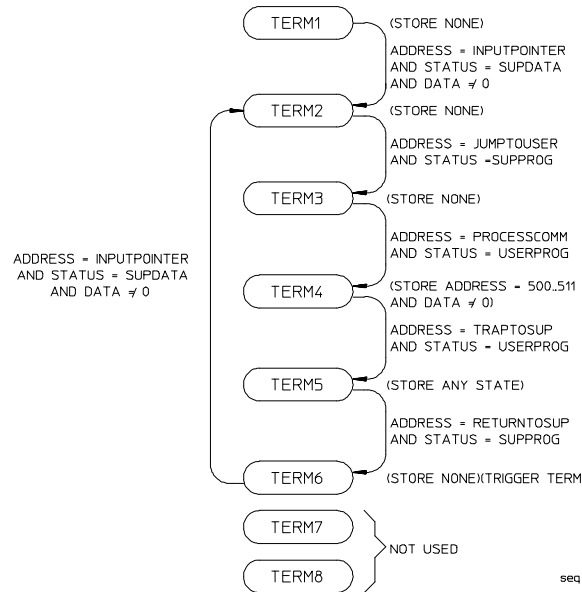 TERM1
(STORE NONE)
ADDRESS = INPUTPOINTER
AND STATUS = SUPDATA
AND DATA ≠ 0
TERM2
(STORE NONE)
ADDRESS = JUMPTOUSER
AND STATUS =SUPPROG
TERM3
(STORE NONE)
ADDRESS = INPUTPOINTER
AND STATUS = SUPDATA
AND DATA ≠ 0
ADDRESS = PROCESSCOMM
AND STATUS = USERPROG
TERM4
(STORE ADDRESS = 500..511
AND DATA ≠ 0)
ADDRESS = TRAPTOSUP
AND STATUS = USERPROG
TERM5
(STORE ANY STATE)
ADDRESS = RETURNTOSUP
AND STATUS = SUPPROG
TERM6
(STORE NONE)(TRIGGER TERM
TERM7
NOT USED
TERM8
seq